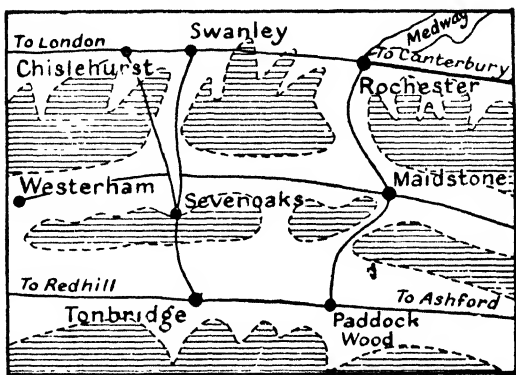 Medway
Swanley
To London
To Canterbury
Chislehurst
Rochester
Westerham
Maidstone
Sevenoaks
To Redhill
To Ashford
Tonbridge
Paddock
Wood